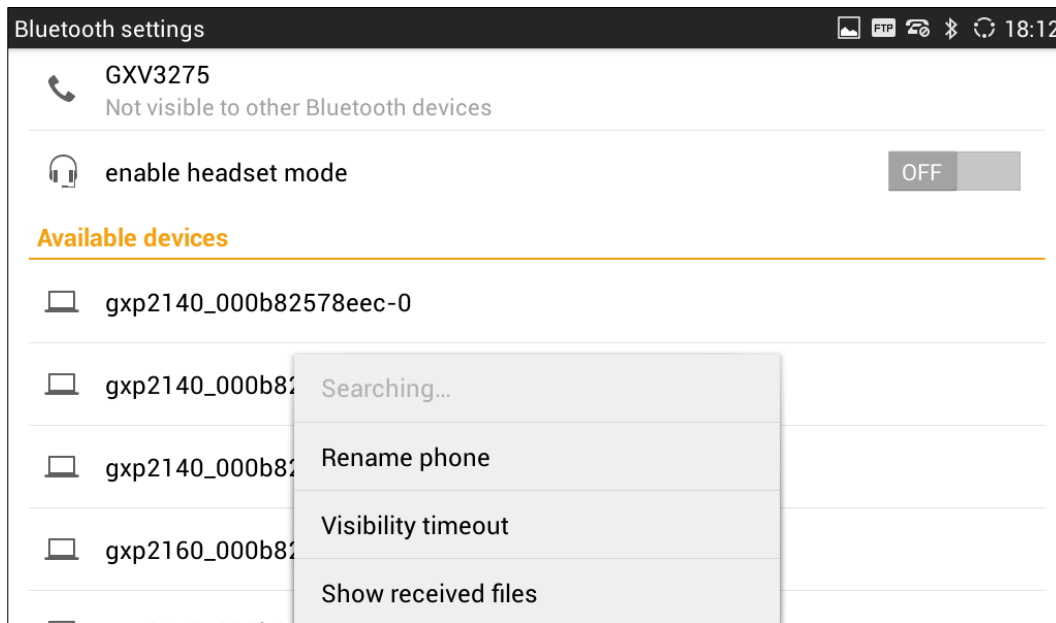 Bluetooth settings
FTP
18:12
GXV3275
Not visible to other Bluetooth devices
enable headset mode
OFF
Available devices
gxp2140_000b82578eec-0
gxp2140_000b82
gxp2140_000b82
gxp2160_000b82
Searching...
Rename phone
Visibility timeout
Show received files